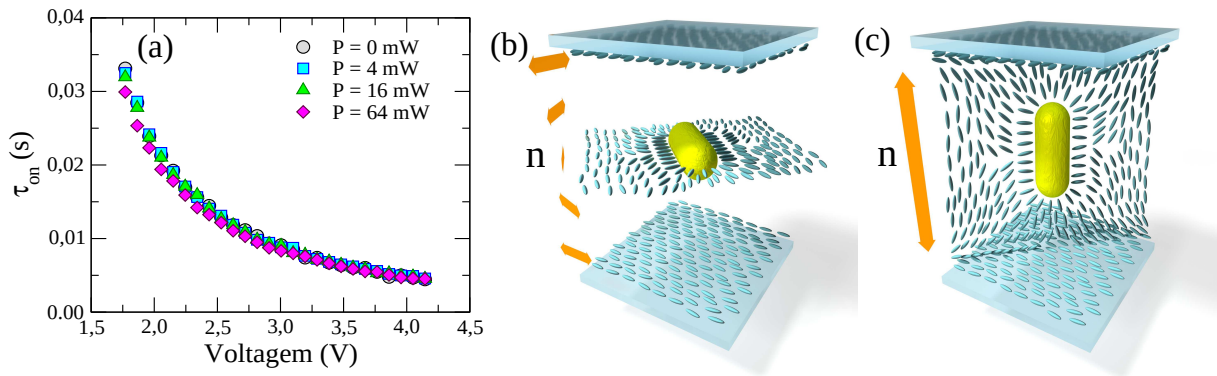 (a)
P = 0 mW
P = 4 mW
P = 16 mW
P = 64 mW
0,04
0,03
0,02
0,01
0,00
τon (s)
1,5 2,0 2,5 3,0 3,5 4,0 4,5
Voltagem (V)
(b)
n
(c)
n